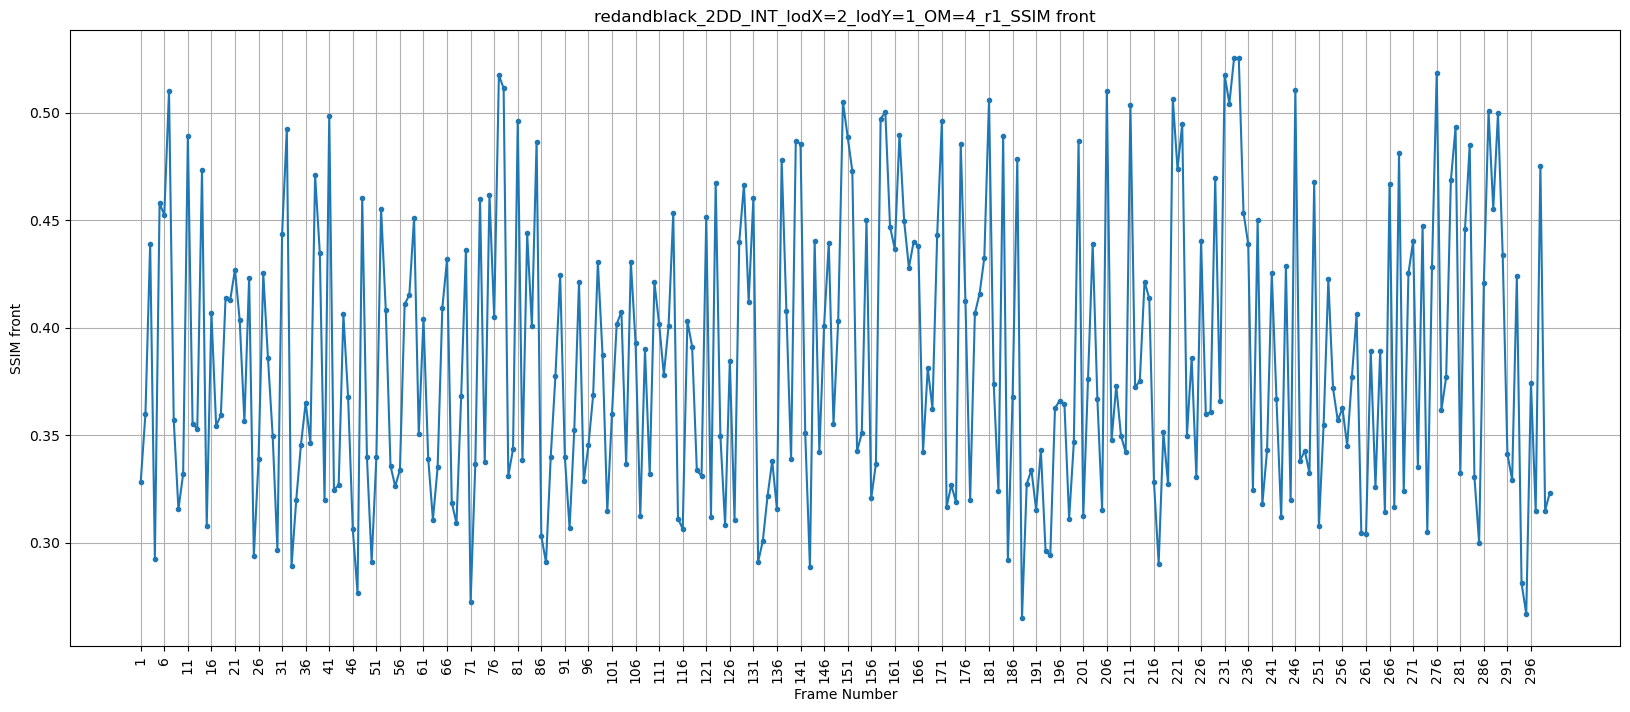 redandblack_2DD_INT_lodX=2_lodY=1_OM=4_r1_SSIM front
SSIM front
0.50
0.45
0.40
0.35
0.30
1 6 11 16 21 26 31 36 41 46 51 56 61 66 71 76 81 86 91 96 101 106 111 116 121 126 131 136 141 146 151 156 161 166 171 176 181 186 191 196 201 206 211 216 221 226 231 236 241 246 251 256 261 266 271 276 281 286 291 296
Frame Number